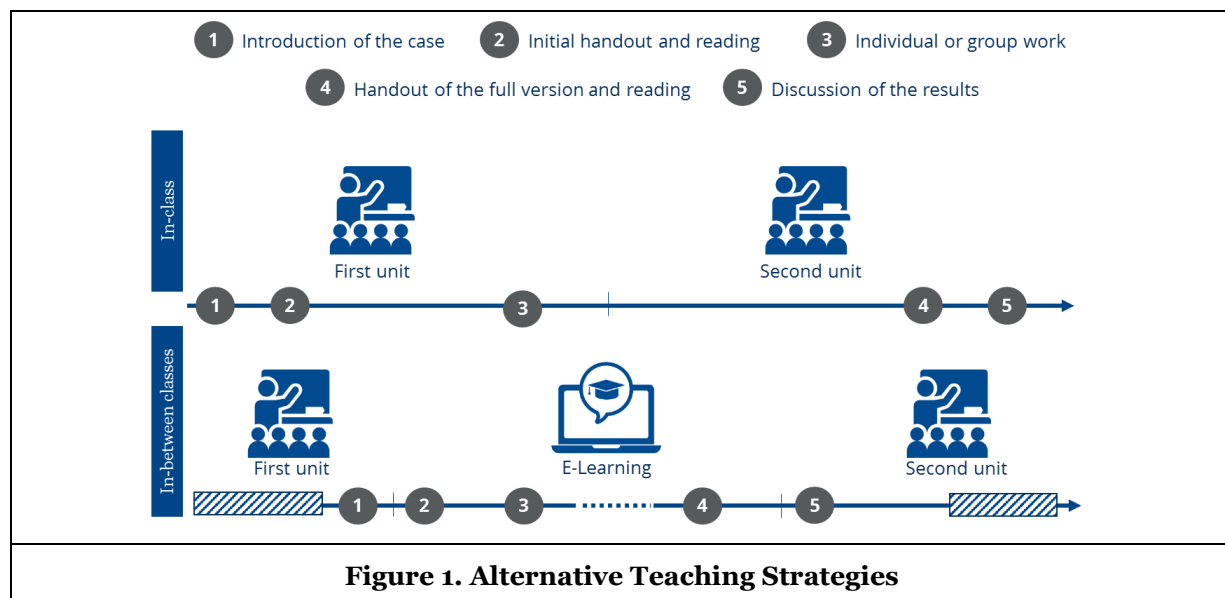 1 Introduction of the case 2 Initial handout and reading 3 Individual or group work
4 Handout of the full version and reading 5 Discussion of the results
In-class
First unit Second unit
1 2 3 4 5
In-between classes
First unit E-Learning Second unit
1 2 3 4 5
Figure 1. Alternative Teaching Strategies